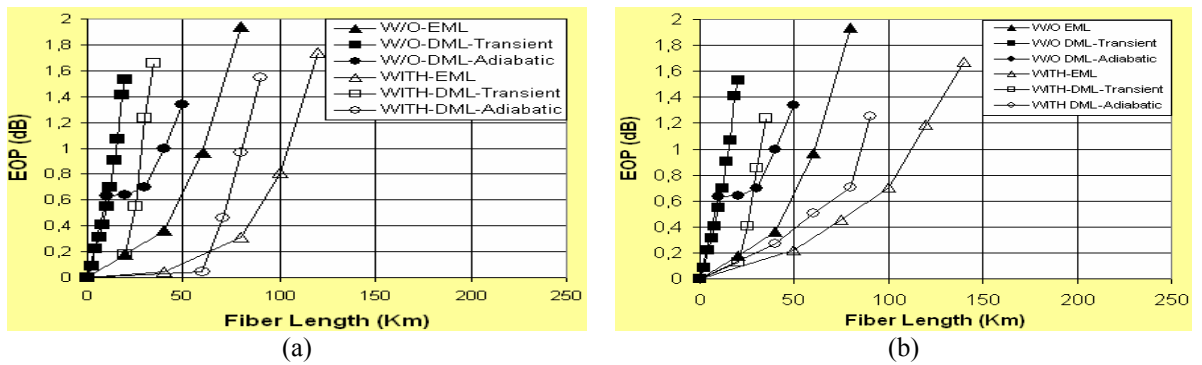 2
1,8
1,6
1,4
1,2
1
0,8
0,6
0,4
0,2
0
EOP (dB)
W/O-EML
W/O-DML-Transient
W/O-DML-Adiabatic
WITH-EML
WITH-DML-Transient
WITH-DML-Adiabatic
0 50 100 150 200 250
Fiber Length (Km)
(a)
2
1,8
1,6
1,4
1,2
1
0,8
0,6
0,4
0,2
0
EOP (dB)
W/O EML
W/O DML-Transient
W/O DML-Adiabatic
WITH-EML
WITH DML-Transient
WITH DML-Adiabatic
0 50 100 150 200 250
Fiber Length (Km)
(b)